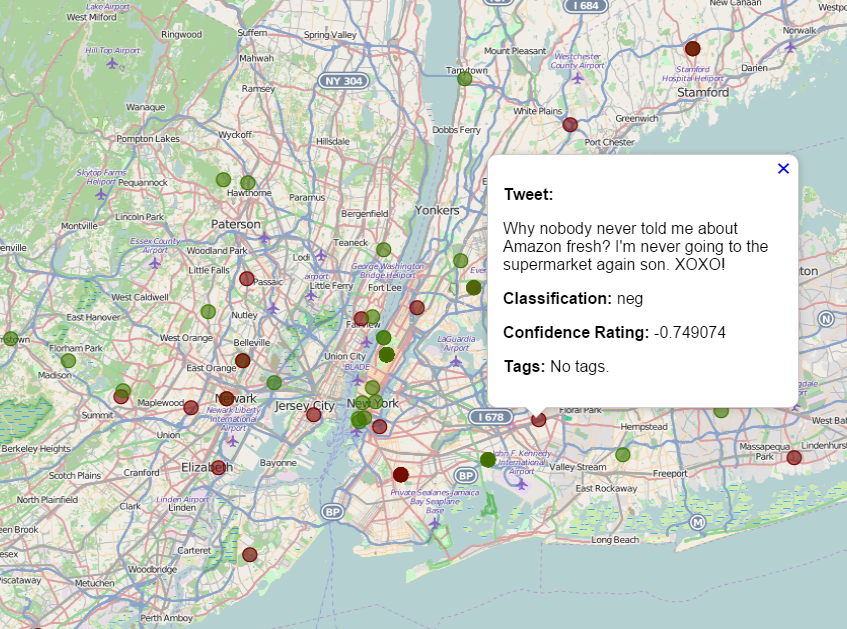 Lake Airport
West Milford
Ringwood
Suffern
Spring Valley
I 684
New Canaan
Norwalk
Hill Top Airport
Mahwah
Mount Pleasant
Westchester
County Airport
Tarrytown
Stamford
Hospital Heliport
Darien
Stamford
NY 304
Ramsey
Wanaque
White Plains
Greenwich
Port Chester
Pompton Lakes
Wyckoff
Hillsdale
Dobbs Ferry
Skytop Farms
Heliport
Pequannock
Hawthorne
Paramus
Lincoln Park
Paterson
Bergenfield
Yonkers
Montville
Essex County
Airport
Woodland Park
Teaneck
Little Falls
Lodi
George Washington
Bridge Heliport
Passaic
airport
Little Ferry
Fort Lee
West Caldwell
East Hanover
Nutley
Fairview
West Orange
Belleville
Florham Park
Union City
LaGuardia
Airport
Madison
East Orange
BLADE
Summit
Maplewood
Newark
Newark Liberty
International
Airport
Jersey City
New York
I 678
Floral Park
Hempstead
Massapequa
Park
Lindenhurst
West Bal
Union
Berkeley Heights
Elizabeth
Bayonne
John F. Kennedy
International
Airport
Valley Stream
Freeport
Scotch Plains
Cranford
BP
East Rockaway
North Plainfield
Linden Airport
Linden
Private Sealanes-Jamaica
Bay Seaplane
Base
Clark
BP
M
Long Beach
Carteret
Woodbridge
Piscataway
Metuchen
Perth Amboy
N
✕
Tweet:
Why nobody never told me about
Amazon fresh? I'm never going to the
supermarket again son. XOXO!
Classification: neg
Confidence Rating: -0.749074
Tags: No tags.